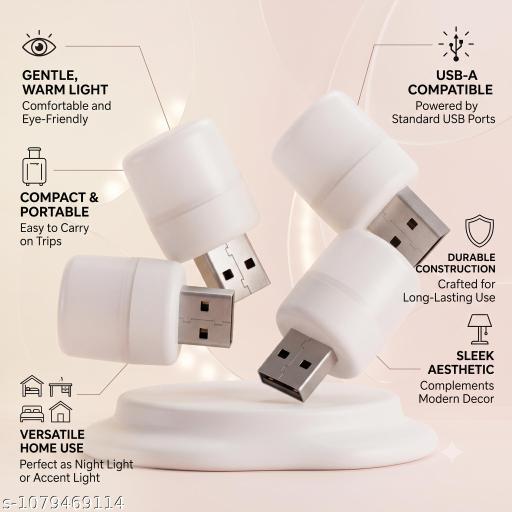 GENTLE,
WARM LIGHT
Comfortable and
Eye-Friendly
USB-A
COMPATIBLE
Powered by
Standard USB Ports
COMPACT &
PORTABLE
Easy to Carry
on Trips
DURABLE
CONSTRUCTION
Crafted for
Long-Lasting Use
SLEEK
AESTHETIC
Complements
Modern Decor
VERSATILE
HOME USE
Perfect as Night Light
or Accent Light
s-1079469114